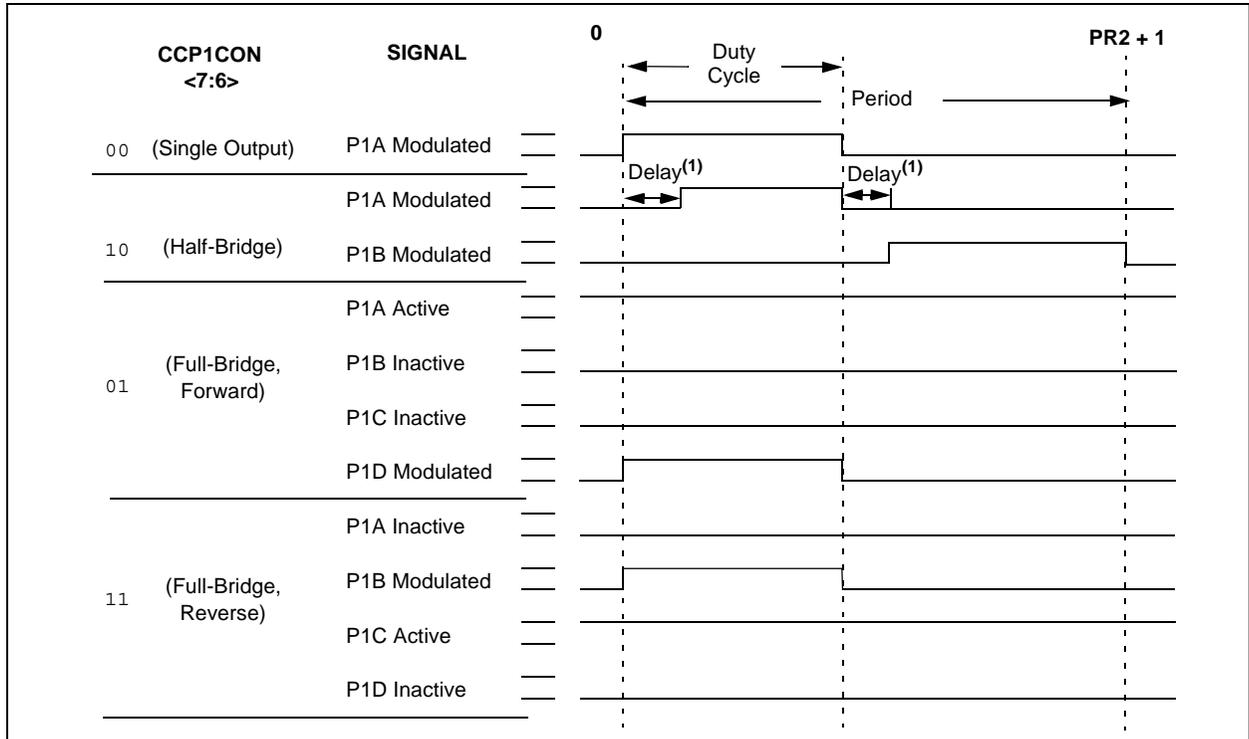 CCP1CON
<7:6>
SIGNAL
0
PR2 + 1
Duty
Cycle
Period
00 (Single Output)
P1A Modulated
Delay(1)
Delay(1)
10 (Half-Bridge)
P1A Modulated
P1B Modulated
01 (Full-Bridge,
Forward)
P1A Active
P1B Inactive
P1C Inactive
P1D Modulated
11 (Full-Bridge,
Reverse)
P1A Inactive
P1B Modulated
P1C Active
P1D Inactive